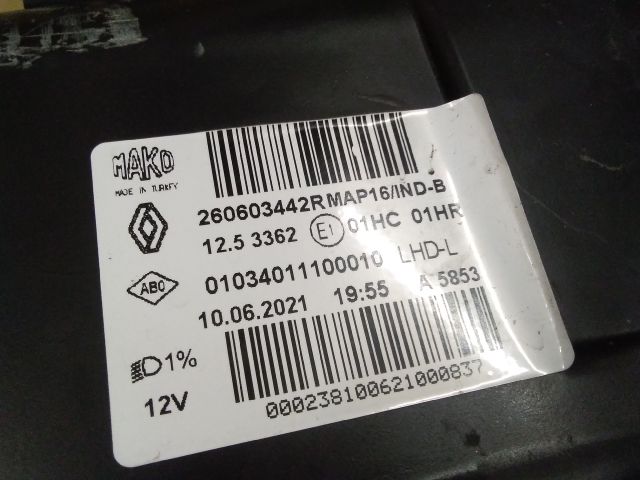 MAKO
MADE IN TURKEY
260603442R MAP16/IND-B
12.5 3362 E1 01HC 01HR
ABO
01034011100010 LHD-L
10.06.2021 19:55 A 5853
1%
12V
000238100621000837